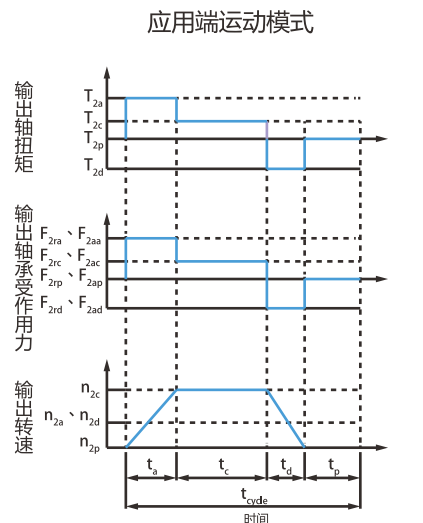 应用端运动模式
输出轴扭矩
T2a
T2c
T2p
T2d
输出轴承受作用力
F2ra、F2aa
F2rc、F2ac
F2rp、F2ap
F2rd、F2ad
输出转速
n2c
n2a、n2d
n2p
ta tc td tp
tcyde
时间